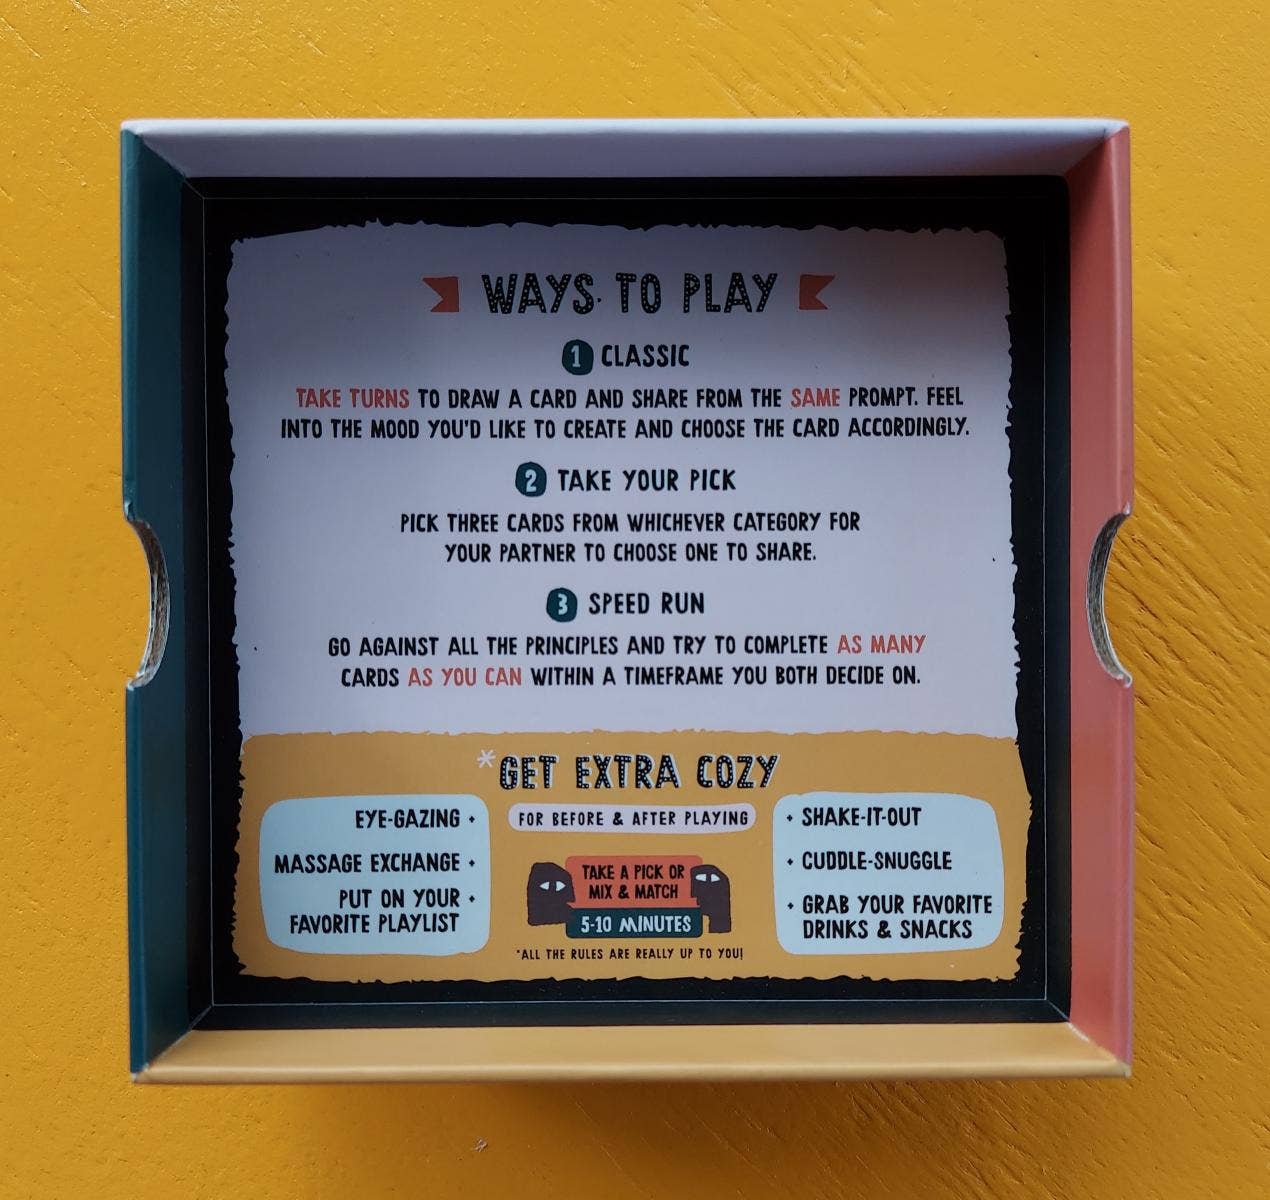 WAYS TO PLAY
1 CLASSIC
TAKE TURNS TO DRAW A CARD AND SHARE FROM THE SAME PROMPT. FEEL
INTO THE MOOD YOU'D LIKE TO CREATE AND CHOOSE THE CARD ACCORDINGLY.
2 TAKE YOUR PICK
PICK THREE CARDS FROM WHICHEVER CATEGORY FOR
YOUR PARTNER TO CHOOSE ONE TO SHARE.
3 SPEED RUN
GO AGAINST ALL THE PRINCIPLES AND TRY TO COMPLETE AS MANY
CARDS AS YOU CAN WITHIN A TIMEFRAME YOU BOTH DECIDE ON.
*GET EXTRA COZY
FOR BEFORE & AFTER PLAYING
EYE-GAZING •
MASSAGE EXCHANGE •
PUT ON YOUR •
FAVORITE PLAYLIST
TAKE A PICK OR
MIX & MATCH
5-10 MINUTES
*ALL THE RULES ARE REALLY UP TO YOU!
• SHAKE-IT-OUT
• CUDDLE-SNUGGLE
• GRAB YOUR FAVORITE
DRINKS & SNACKS